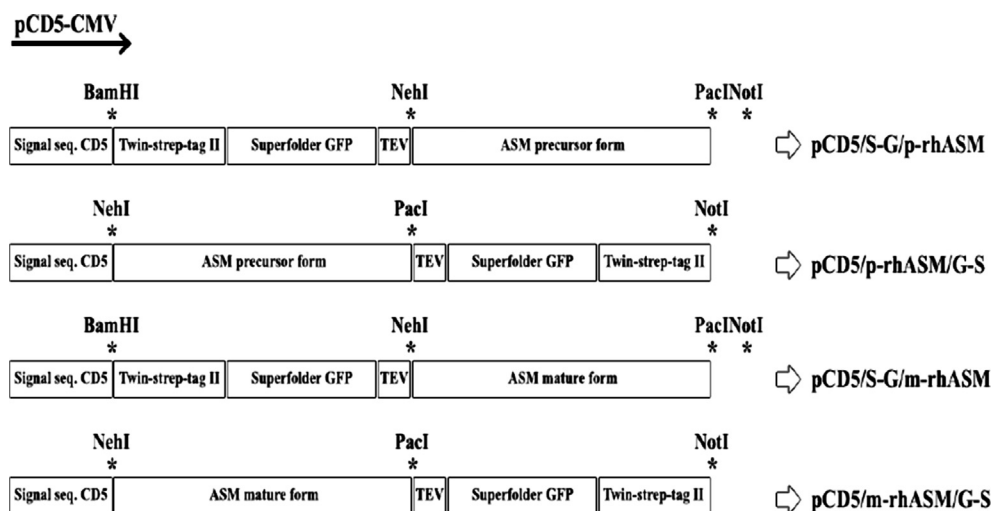 pCD5-CMV
BamHI NehI PacI NotI
* * * *
Signal seq. CD5 Twin-strep-tag II Superfolder GFP TEV ASM precursor form pCD5/S-G/p-rhASM
NehI PacI NotI
* * *
Signal seq. CD5 ASM precursor form TEV Superfolder GFP Twin-strep-tag II pCD5/p-rhASM/G-S
BamHI NehI PacI NotI
* * * *
Signal seq. CD5 Twin-strep-tag II Superfolder GFP TEV ASM mature form pCD5/S-G/m-rhASM
NehI PacI NotI
* * *
Signal seq. CD5 ASM mature form TEV Superfolder GFP Twin-strep-tag II pCD5/m-rhASM/G-S